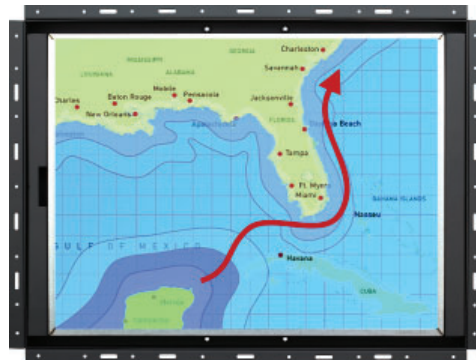 GEORGIA
Charleston
MISSISSIPPI
Savannah
LOUISIANA
ALABAMA
Mobile
Pensacola
Baton Rouge
Charles
Jacksonville
New Orleans
FLORIDA
Apalachicola
Beach
Tampa
Ft. Myers
Miami
BAHAMA ISLANDS
Nassau
GULF OF MEXICO
Havana
CUBA